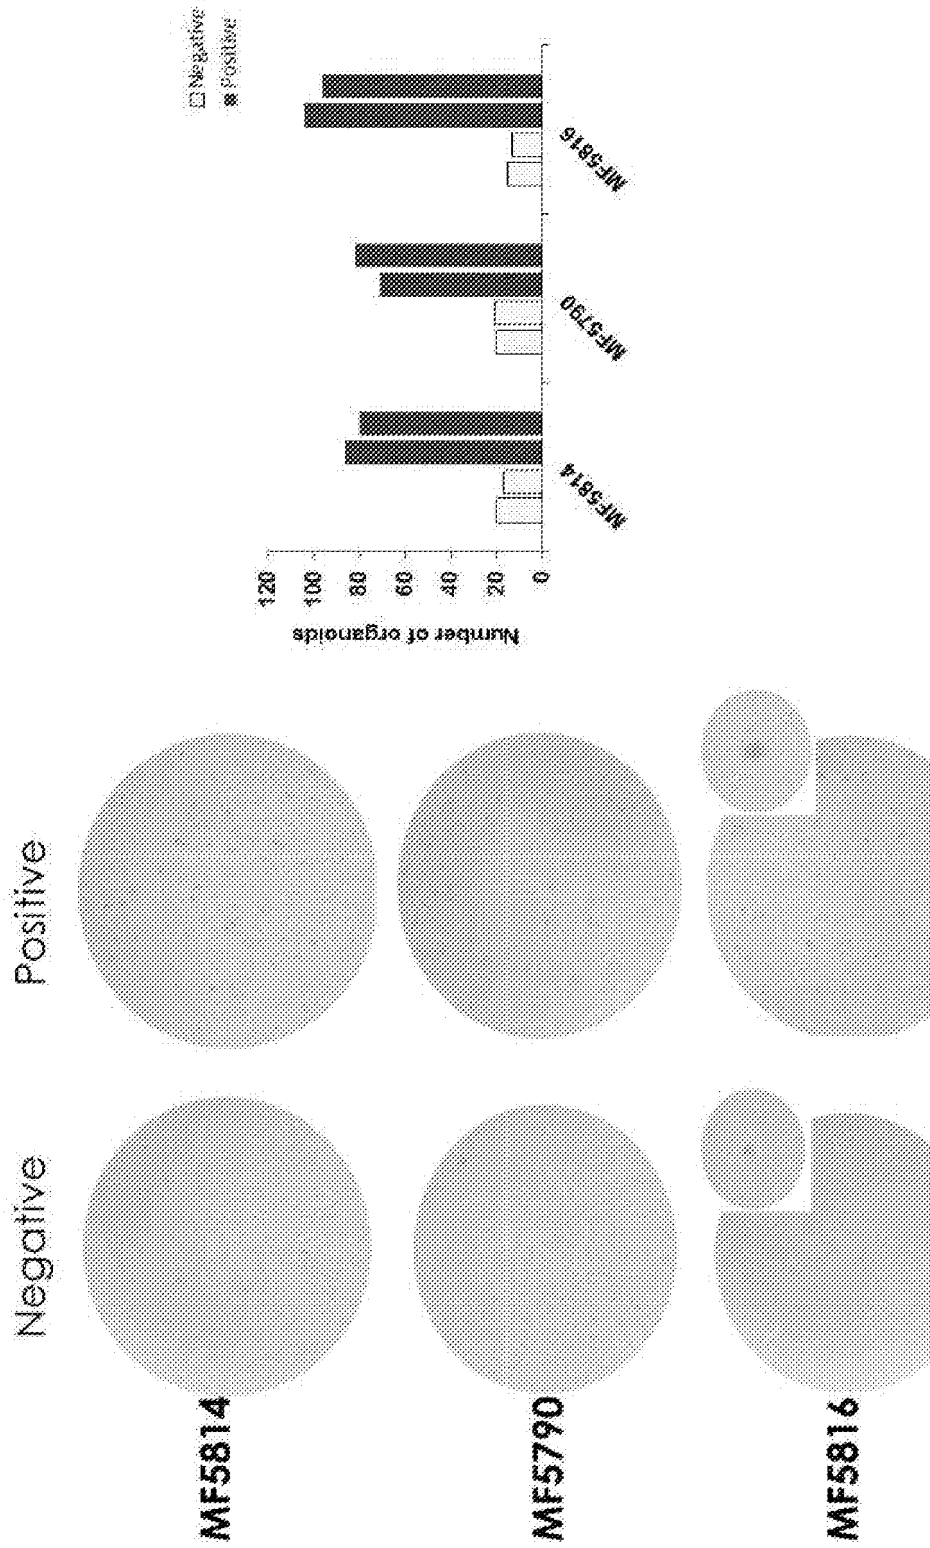 Negative
Positive
MF5814
MF5790
MF5816
Number of organoids
120
100
80
60
40
20
0
MF5814
MF5790
MF5816
Negative
Positive